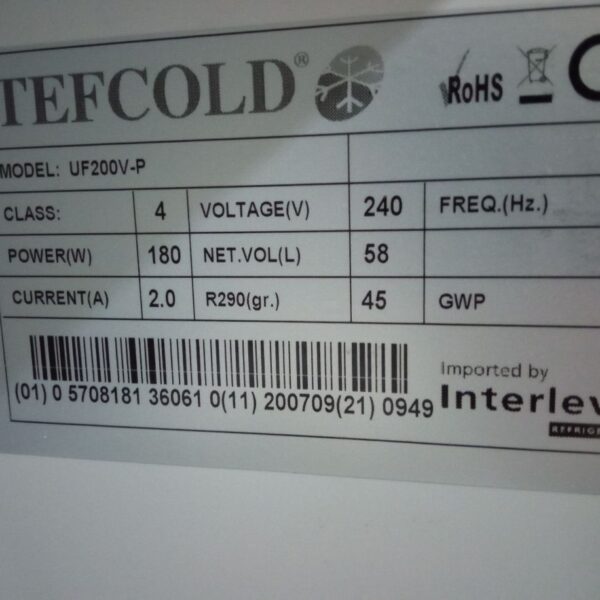 TEFCOLD®
RoHS
MODEL: UF200V-P
CLASS: 4 VOLTAGE(V) 240 FREQ.(Hz.)
POWER(W) 180 NET.VOL(L) 58
CURRENT(A) 2.0 R290(gr.) 45 GWP
(01) 0 5708181 36061 0(11) 200709(21) 0949
Imported by
Interlev
REFRIGE